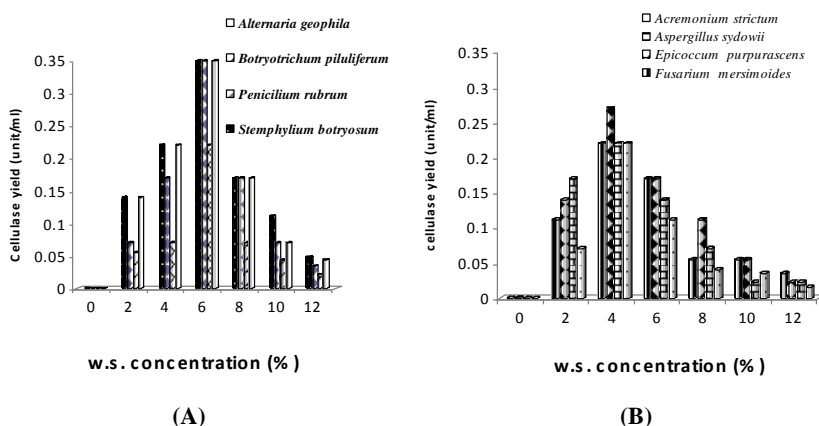 Alternaria geophila
Botryotrichum piluliferum
Penicilium rubrum
Stemphylium botryosum
Cellulase yield (unit/ml)
0.35
0.3
0.25
0.2
0.15
0.1
0.05
0
0 2 4 6 8 10 12
w.s. concentration (%)
(A)
Acremonium strictum
Aspergillus sydowii
Epicoccum purpurascens
Fusarium mersimoides
cellulase yield (unit/ml)
0.35
0.3
0.25
0.2
0.15
0.1
0.05
0
0 2 4 6 8 10 12
w.s. concentration (%)
(B)